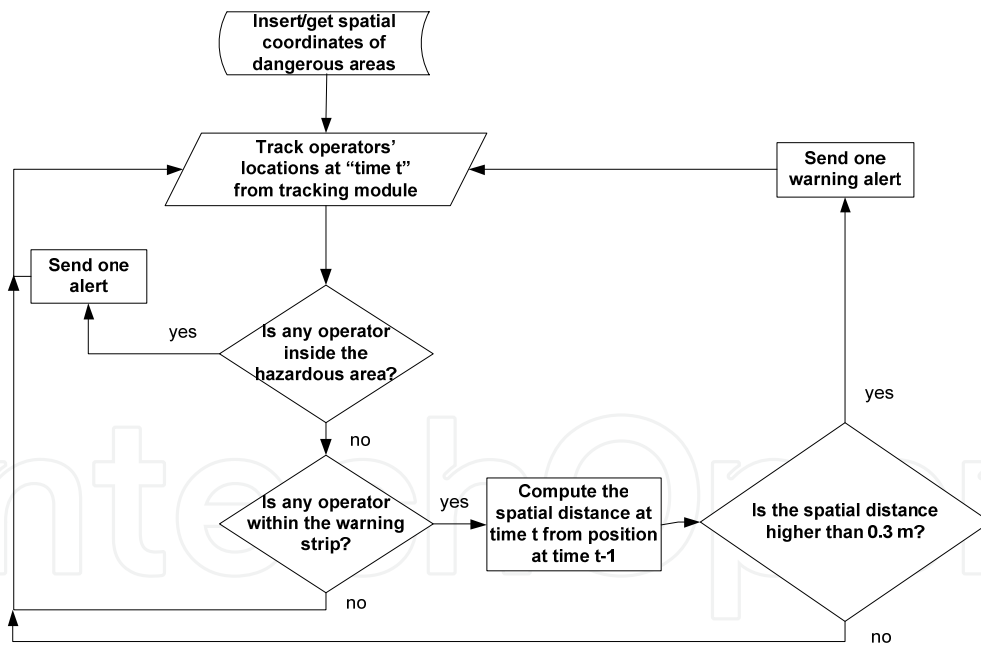 Insert/get spatial
coordinates of
dangerous areas
Track operators'
locations at “time t”
from tracking module
Send one
warning alert
Send one
alert
yes
Is any operator
inside the
hazardous area?
no
yes
Is any operator
within the warning
strip?
yes
Compute the
spatial distance at
time t from position
at time t-1
Is the spatial distance
higher than 0.3 m?
no
no
ntechOpen